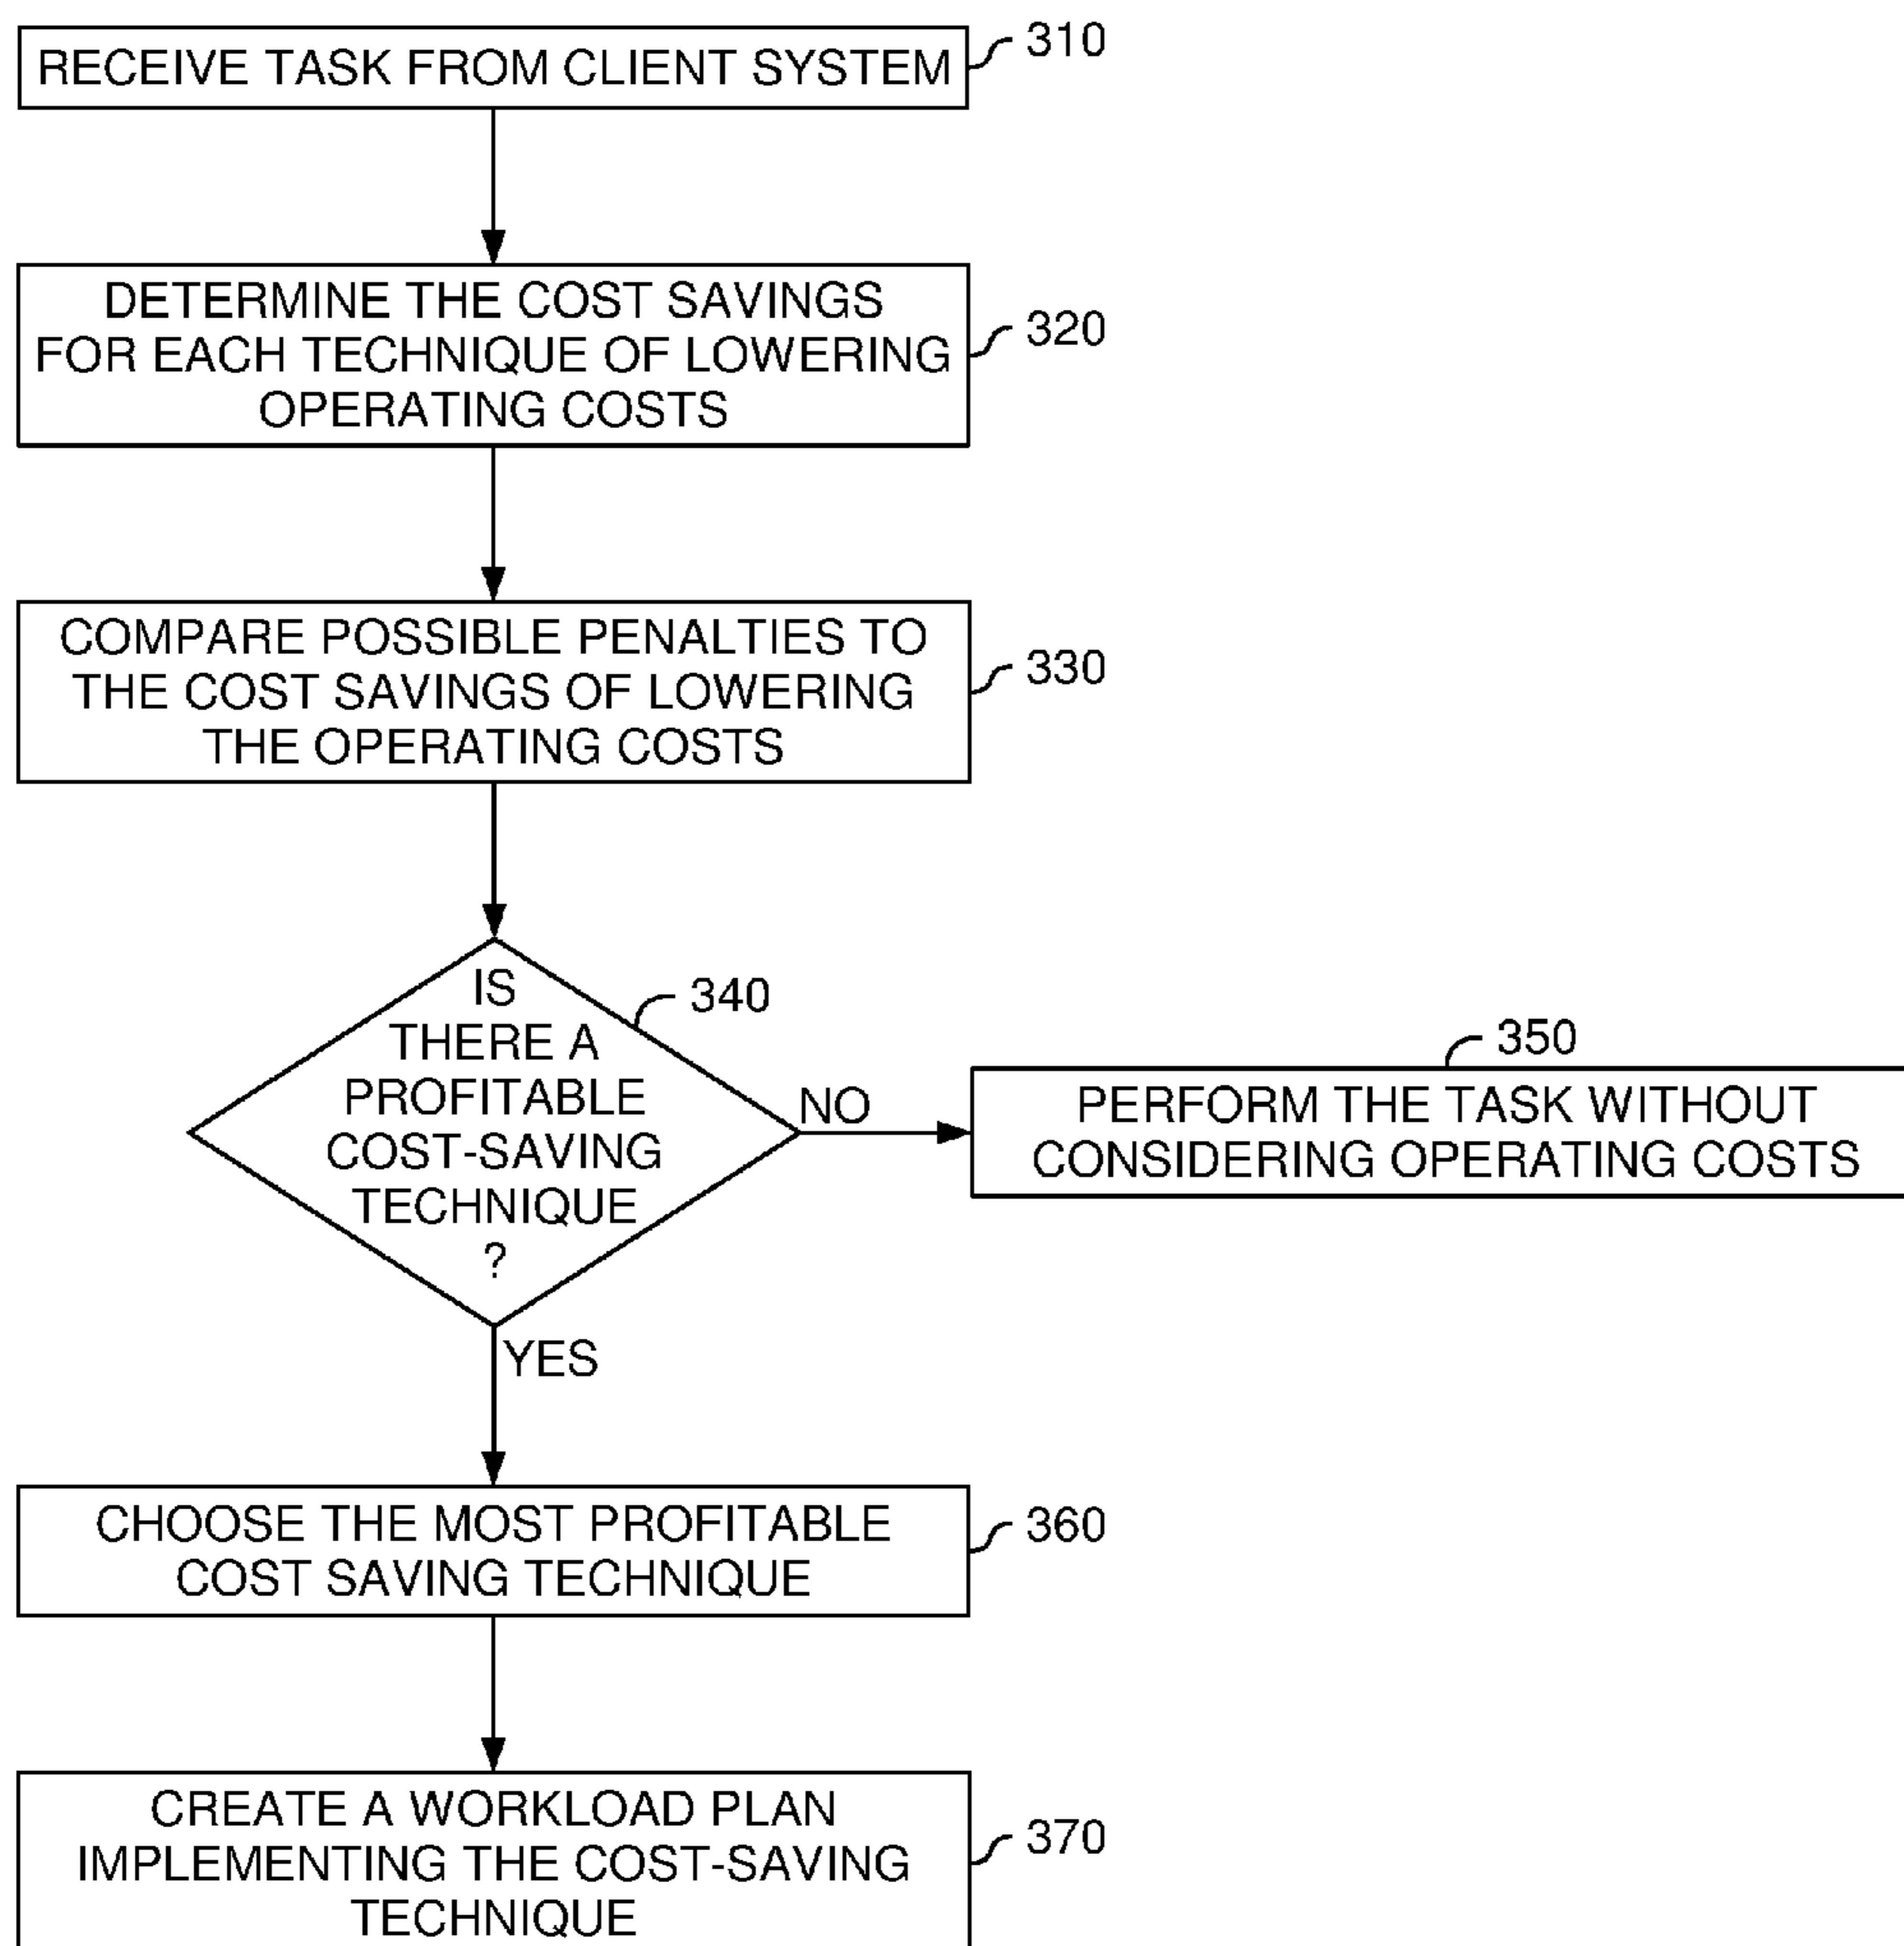 RECEIVE TASK FROM CLIENT SYSTEM
310
DETERMINE THE COST SAVINGS
FOR EACH TECHNIQUE OF LOWERING
OPERATING COSTS
320
COMPARE POSSIBLE PENALTIES TO
THE COST SAVINGS OF LOWERING
THE OPERATING COSTS
330
IS
THERE A
PROFITABLE
COST-SAVING
TECHNIQUE
?
340
NO
350
PERFORM THE TASK WITHOUT
CONSIDERING OPERATING COSTS
YES
CHOOSE THE MOST PROFITABLE
COST SAVING TECHNIQUE
360
CREATE A WORKLOAD PLAN
IMPLEMENTING THE COST-SAVING
TECHNIQUE
370